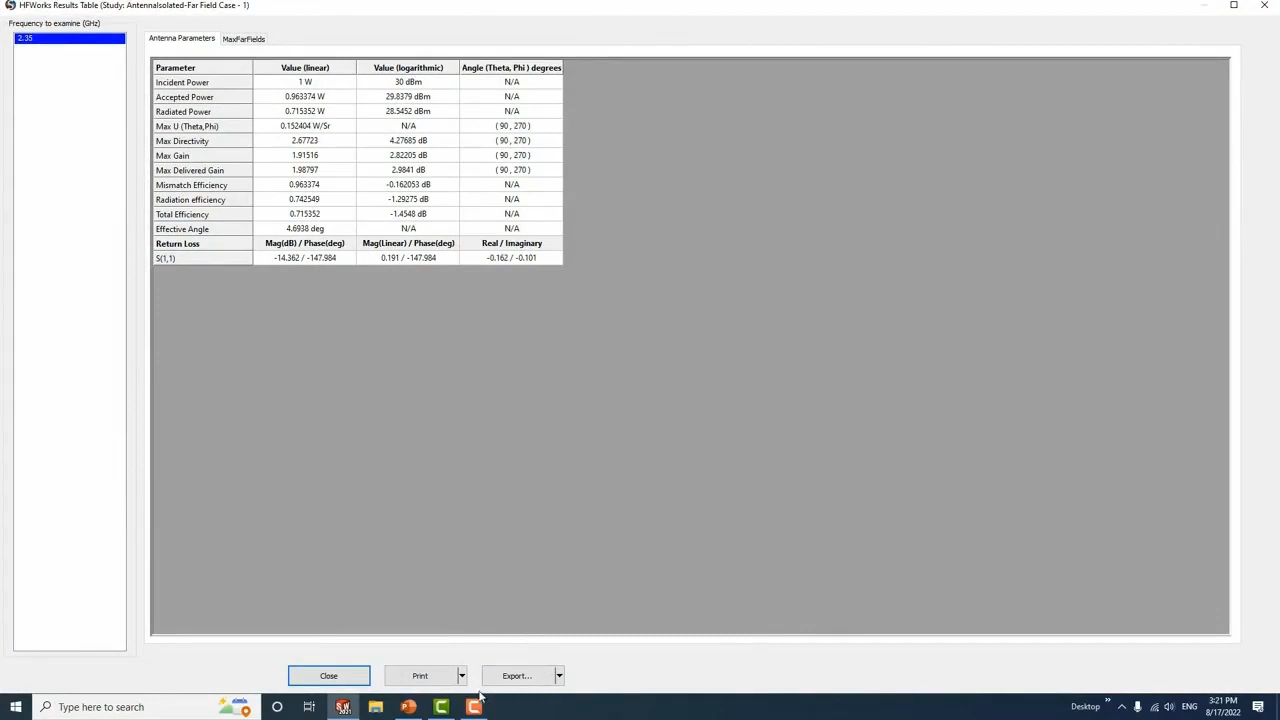 HFWorks Results Table (Study: AntennaIsolated-Far Field Case - 1)
Frequency to examine (GHz)
2.35
Antenna Parameters MaxFarFields
Parameter Value (linear) Value (logarithmic) Angle (Theta, Phi ) degrees
Incident Power 1 W 30 dBm N/A
Accepted Power 0.963374 W 29.8379 dBm N/A
Radiated Power 0.715352 W 28.5452 dBm N/A
Max U (Theta,Phi) 0.152404 W/Sr N/A ( 90 , 270 )
Max Directivity 2.67723 4.27685 dB ( 90 , 270 )
Max Gain 1.91516 2.82205 dB ( 90 , 270 )
Max Delivered Gain 1.98797 2.9841 dB ( 90 , 270 )
Mismatch Efficiency 0.963374 -0.162053 dB N/A
Radiation efficiency 0.742549 -1.29275 dB N/A
Total Efficiency 0.715352 -1.4548 dB N/A
Effective Angle 4.6938 deg N/A N/A
Return Loss Mag(dB) / Phase(deg) Mag(Linear) / Phase(deg) Real / Imaginary
S(1,1) -14.362 / -147.984 0.191 / -147.984 -0.162 / -0.101
Close Print Export...
Type here to search
SW 2021
Desktop » ENG 3:21 PM
8/17/2022